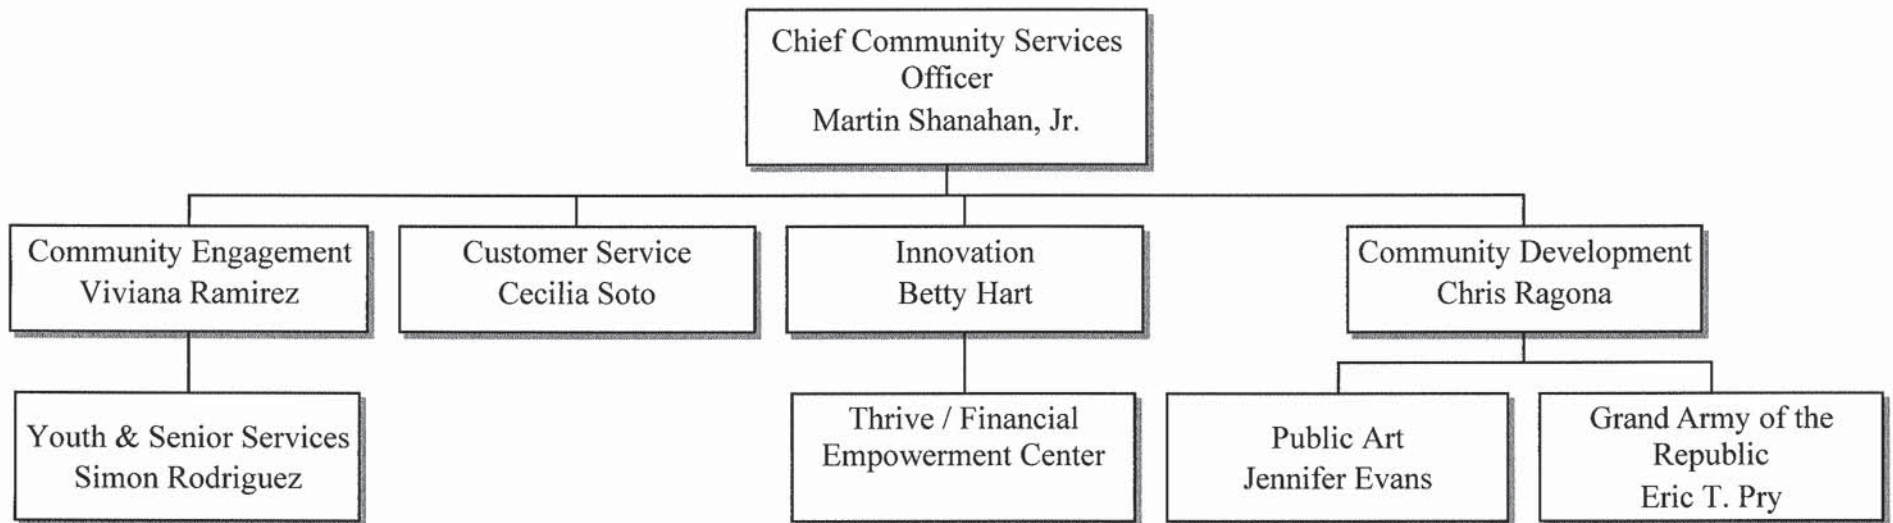 Chief Community Services
Officer
Martin Shanahan, Jr.
Community Engagement
Viviana Ramirez
Customer Service
Cecilia Soto
Innovation
Betty Hart
Community Development
Chris Ragona
Youth & Senior Services
Simon Rodriguez
Thrive / Financial
Empowerment Center
Public Art
Jennifer Evans
Grand Army of the
Republic
Eric T. Pry